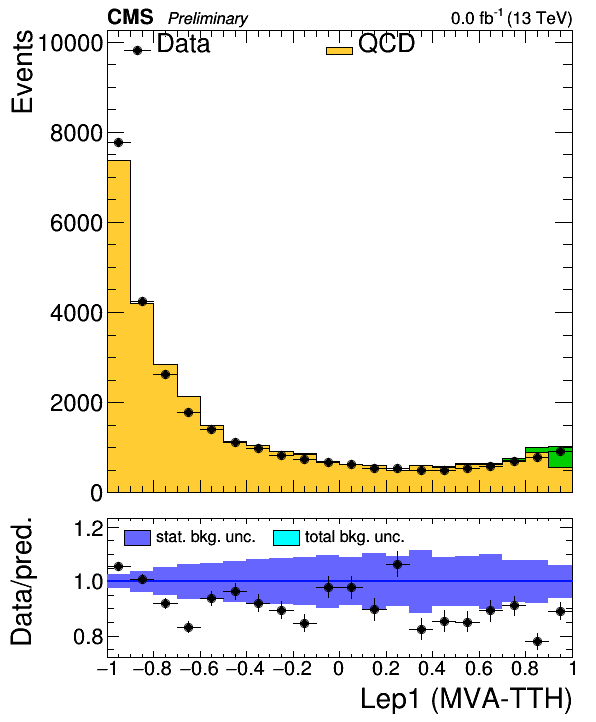 CMS Preliminary 0.0 fb-1 (13 TeV)
Events
Data QCD
10000
8000
6000
4000
2000
0
Data/pred.
stat. bkg. unc. total bkg. unc.
1.2
1.0
0.8
−1 −0.8 −0.6 −0.4 −0.2 0 0.2 0.4 0.6 0.8 1
Lep1 (MVA-TTH)